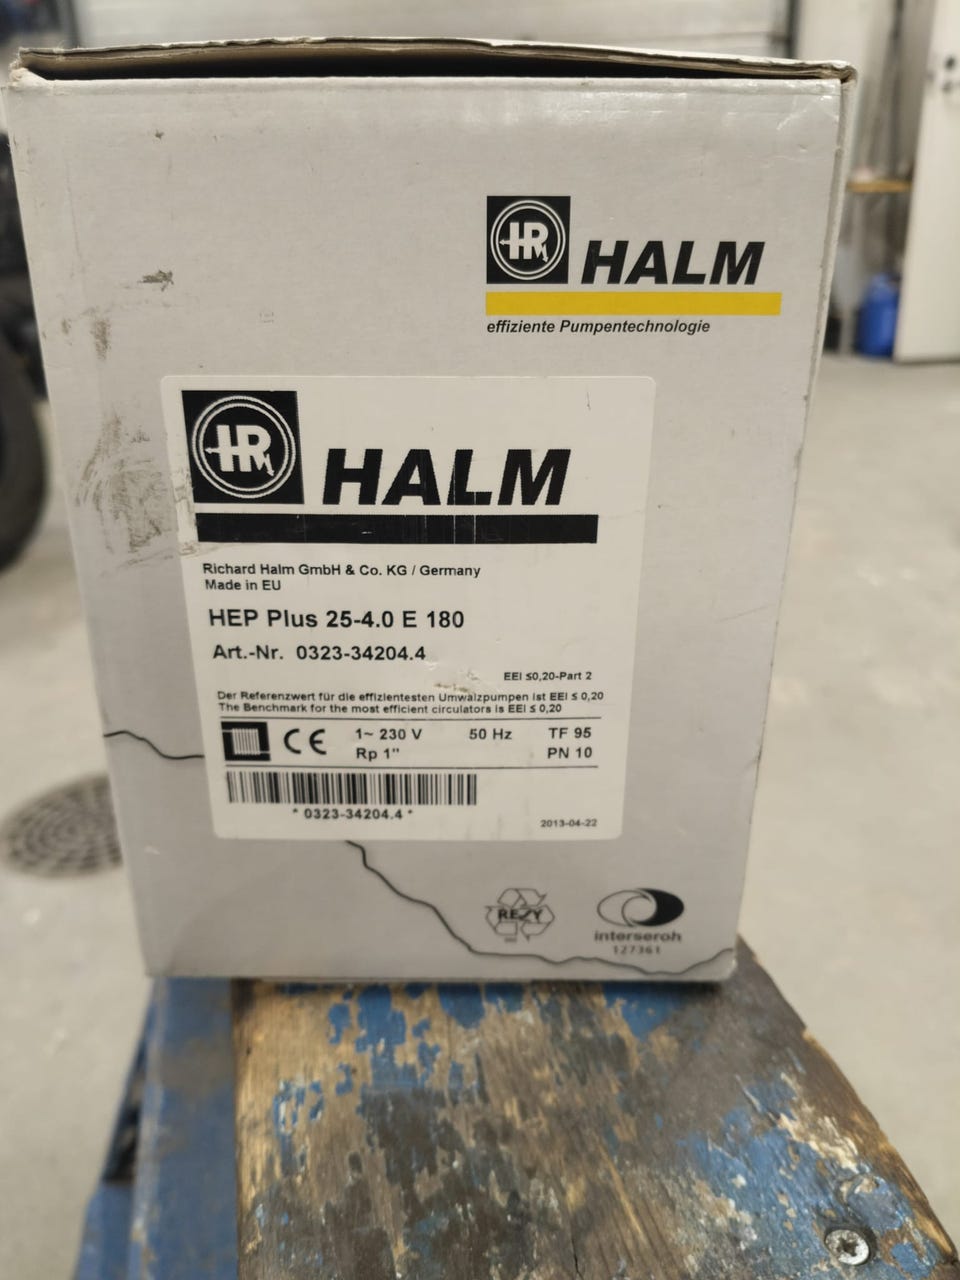 HR
HALM
effiziente Pumpentechnologie
HR
HALM
Richard Halm GmbH & Co. KG / Germany
Made in EU
HEP Plus 25-4.0 E 180
Art.-Nr. 0323-34204.4
EEI ≤0,20-Part 2
Der Referenzwert für die effizientesten Umwälzpumpen ist EEI ≤ 0,20
The Benchmark for the most efficient circulators is EEI ≤ 0,20
CE 1~ 230 V 50 Hz TF 95
Rp 1" PN 10
* 0323-34204.4 *
2013-04-22
RESY
interseroh
127361